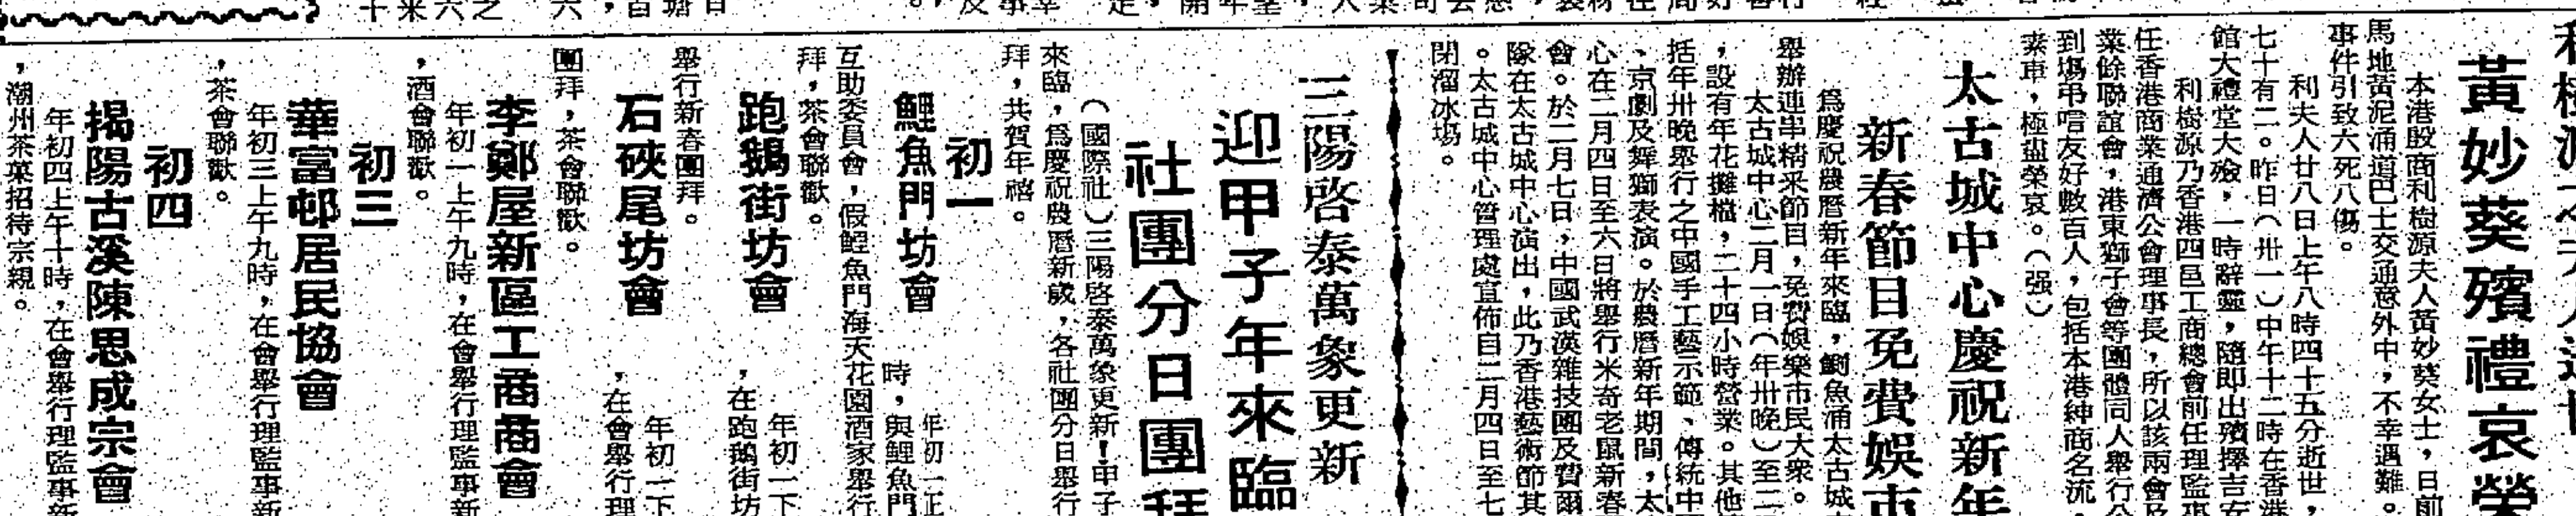 黃妙葵殯禮哀榮
本港殷商利樹源夫人黃妙葵女士，日前
馬地黃泥涌道巴士交通意外中，不幸遇難。
事件引致六死八傷。
利夫人廿八日上午八時四十五分逝世，
七十有二。昨日（卅一）中午十二時在香港
館大禮堂大殮，一時辭靈，隨即出殯擇吉安
利樹源乃香港四邑工商總會前任理監事
任香港商業通濟公會理事長，所以該兩會及
業餘聯誼會，港東獅子會等團體同人舉行公
到塲弔唁友好數百人，包括本港紳商名流，
素車，極盡榮哀。（强）
太古城中心慶祝新年
新春節目免費娛市
爲慶祝農曆新年來臨，鰂魚涌太古城
舉辦連串精釆節目，免費娛樂市民大衆。
太古城中心二月一日（年卅晚）至二
，設有年花攤檔，二十四小時營業。其他
括年卅晚舉行之中國手工藝示範、傳統中
、京劇及舞獅表演。於農曆新年期間，太
心在二月四日至六日將舉行米奇老鼠新春
會。於二月七日，中國武漢雜技團及費爾
隊在太古城中心演出，此乃香港藝術節其
。太古城中心管理處宣佈自二月四日至七
閉溜冰塲。
三陽啓泰萬象更新
迎甲子年來臨
社團分日團拜
（國際社）三陽啓泰萬象更新！甲子
來臨，爲慶祝農曆新歲，各社團分日舉行
拜，共賀年禧。
初一
鯉魚門坊會
年初一正
時，與鯉魚門
互助委員會，假鯉魚門海天花園酒家舉行
拜，茶會聯歡。
跑鵝街坊會
年初一下
，在跑鵝街坊
舉行新春團拜。
石硤尾坊會
年初一下
，在會舉行理
團拜，茶會聯歡。
李鄭屋新區工商商會
年初一上午九時，在會舉行理監事新
，酒會聯歡。
初三
華富邨居民協會
年初三上午九時，在會舉行理監事新
，茶會聯歡。
初四
揭陽古溪陳思成宗會
年初四上午十時，在會舉行理監事新
，潮州茶菓招待宗親。